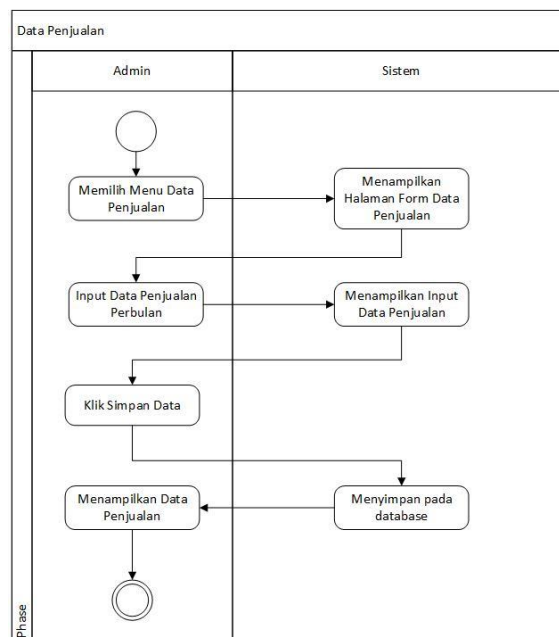 Data Penjualan
Admin
Sistem
Memilih Menu Data
Penjualan
Menampilkan
Halaman Form Data
Penjualan
Input Data Penjualan
Perbulan
Menampilkan Input
Data Penjualan
Klik Simpan Data
Menyimpan pada
database
Menampilkan Data
Penjualan
Phase